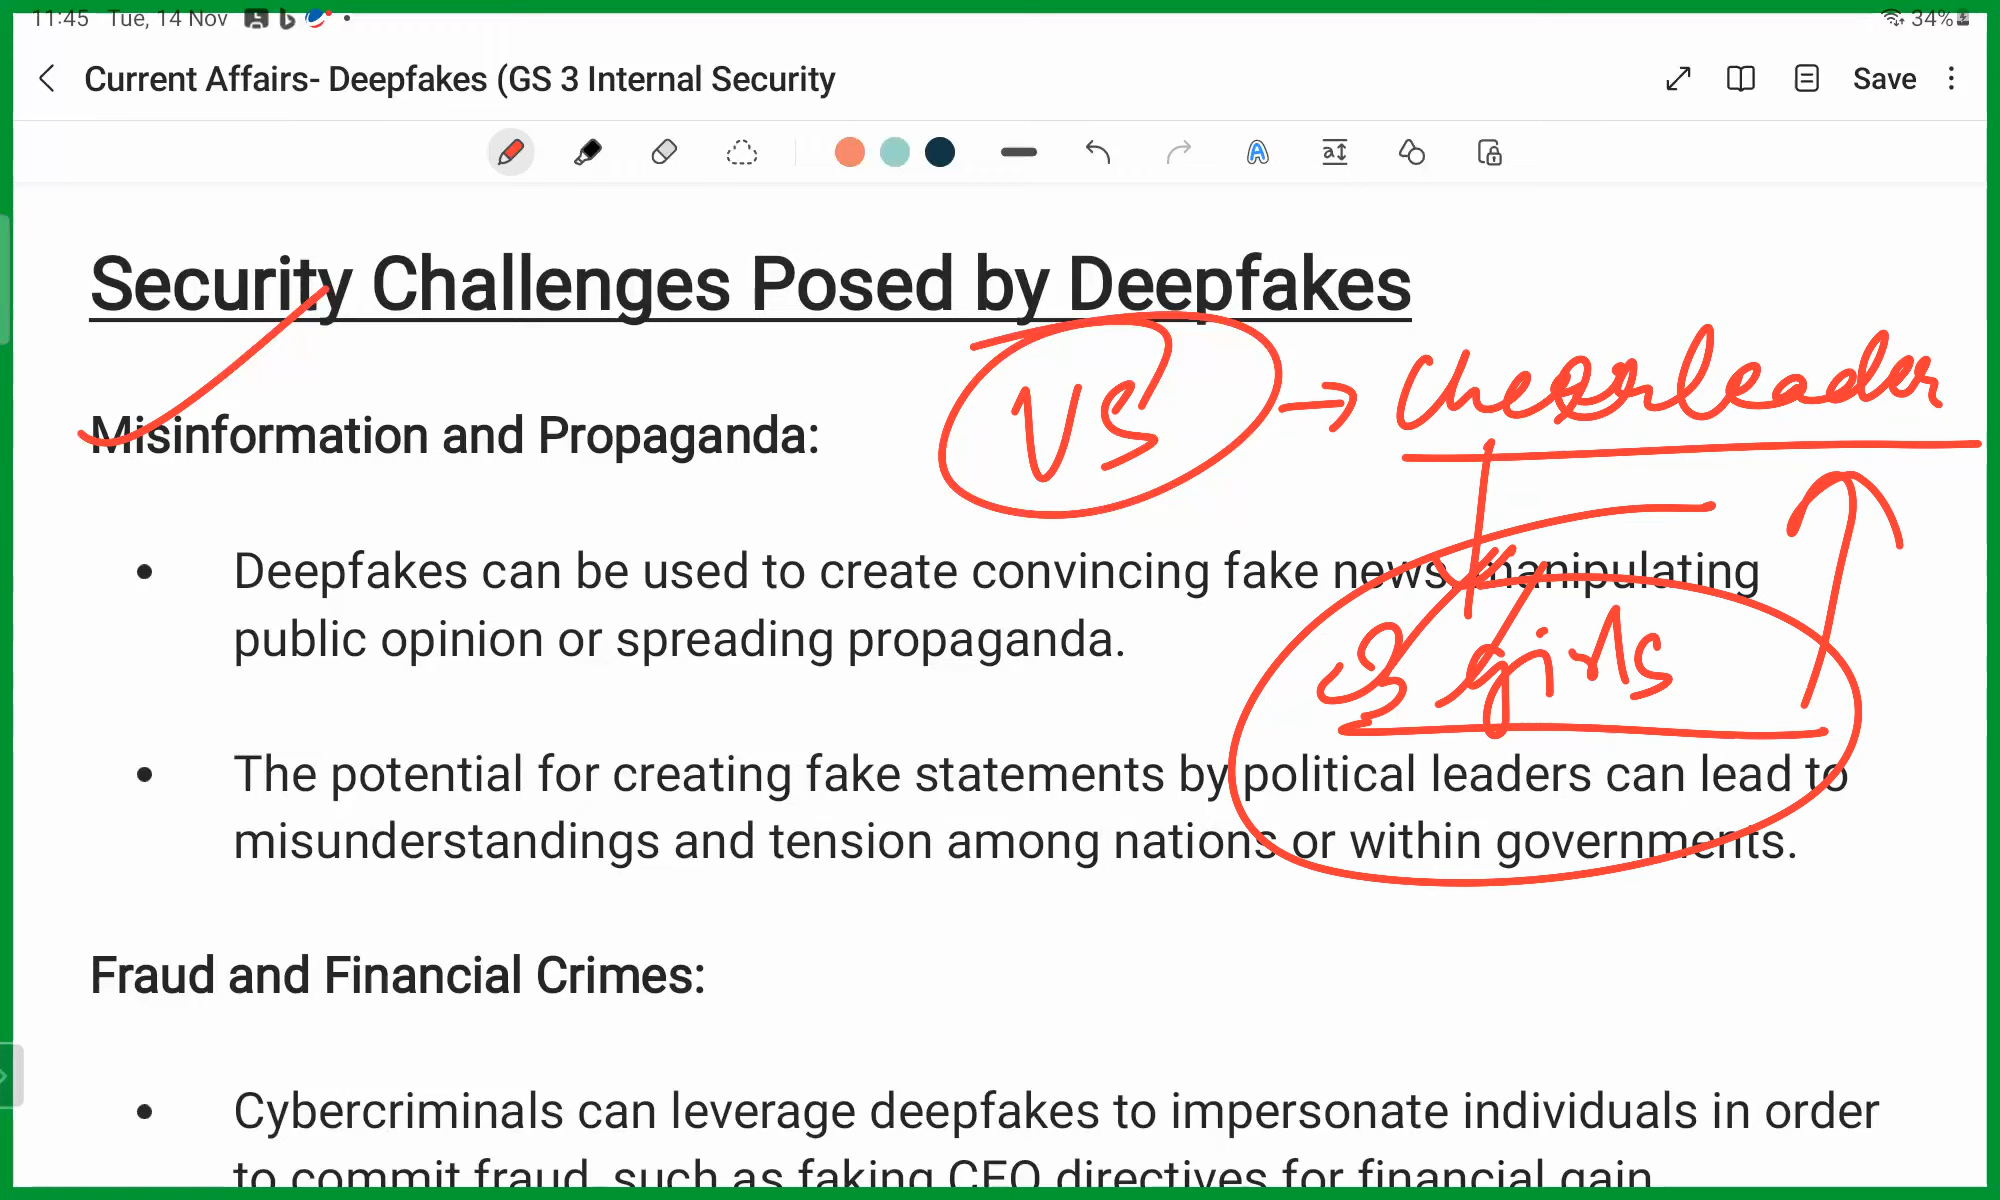 11:45 Tue, 14 Nov 34%
Current Affairs- Deepfakes (GS 3 Internal Security Save
Security Challenges Posed by Deepfakes
VS → Cheerleader
Misinformation and Propaganda:
• Deepfakes can be used to create convincing fake news, manipulating
public opinion or spreading propaganda.
3 girls
• The potential for creating fake statements by political leaders can lead to
misunderstandings and tension among nations or within governments.
Fraud and Financial Crimes:
• Cybercriminals can leverage deepfakes to impersonate individuals in order
to commit fraud, such as faking CEO directives for financial gain.